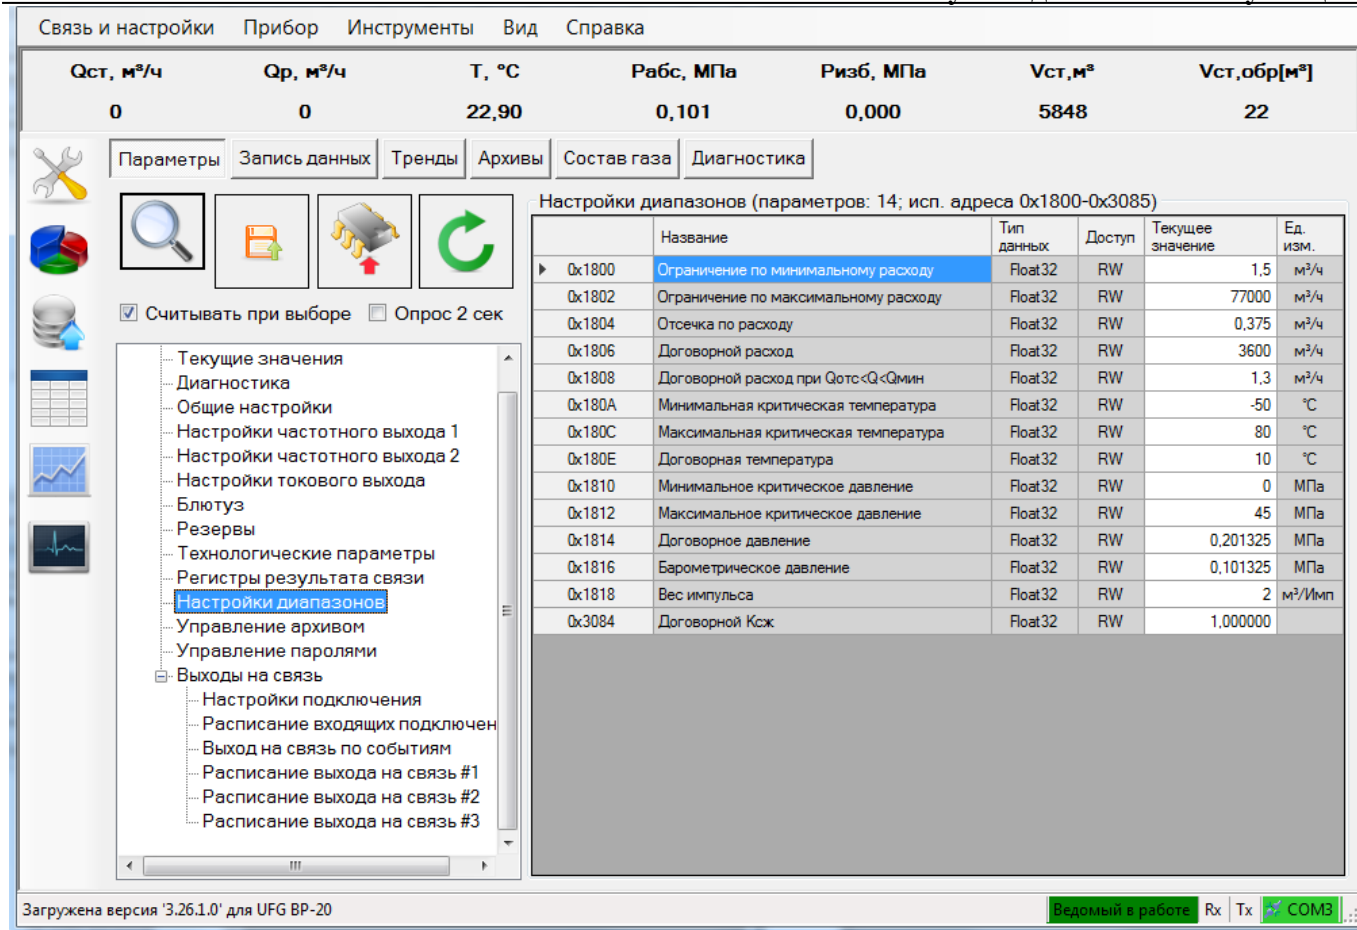 Связь и настройки Прибор Инструменты Вид Справка
Qст, м³/ч Qр, м³/ч T, °C Рабс, МПа Ризб, МПа Vст,м³ Vст,обр[м³]
0 0 22,90 0,101 0,000 5848 22
Параметры Запись данных Тренды Архивы Состав газа Диагностика
Считывать при выборе Опрос 2 сек
Текущие значения
Диагностика
Общие настройки
Настройки частотного выхода 1
Настройки частотного выхода 2
Настройки токового выхода
Блютуз
Резервы
Технологические параметры
Регистры результата связи
Настройки диапазонов
Управление архивом
Управление паролями
Выходы на связь
Настройки подключения
Расписание входящих подключен
Выход на связь по событиям
Расписание выхода на связь #1
Расписание выхода на связь #2
Расписание выхода на связь #3
Настройки диапазонов (параметров: 14; исп. адреса 0x1800-0x3085)
Название Тип данных Доступ Текущее значение Ед. изм.
0x1800 Ограничение по минимальному расходу Float32 RW 1,5 м³/ч
0x1802 Ограничение по максимальному расходу Float32 RW 77000 м³/ч
0x1804 Отсечка по расходу Float32 RW 0,375 м³/ч
0x1806 Договорной расход Float32 RW 3600 м³/ч
0x1808 Договорной расход при Qотс<Q<Qмин Float32 RW 1,3 м³/ч
0x180A Минимальная критическая температура Float32 RW -50 °C
0x180C Максимальная критическая температура Float32 RW 80 °C
0x180E Договорная температура Float32 RW 10 °C
0x1810 Минимальное критическое давление Float32 RW 0 МПа
0x1812 Максимальное критическое давление Float32 RW 45 МПа
0x1814 Договорное давление Float32 RW 0,201325 МПа
0x1816 Барометрическое давление Float32 RW 0,101325 МПа
0x1818 Вес импульса Float32 RW 2 м³/Имп
0x3084 Договорной Ксж Float32 RW 1,000000
Загружена версия '3.26.1.0' для UFG BP-20 Ведомый в работе Rx Tx COM3